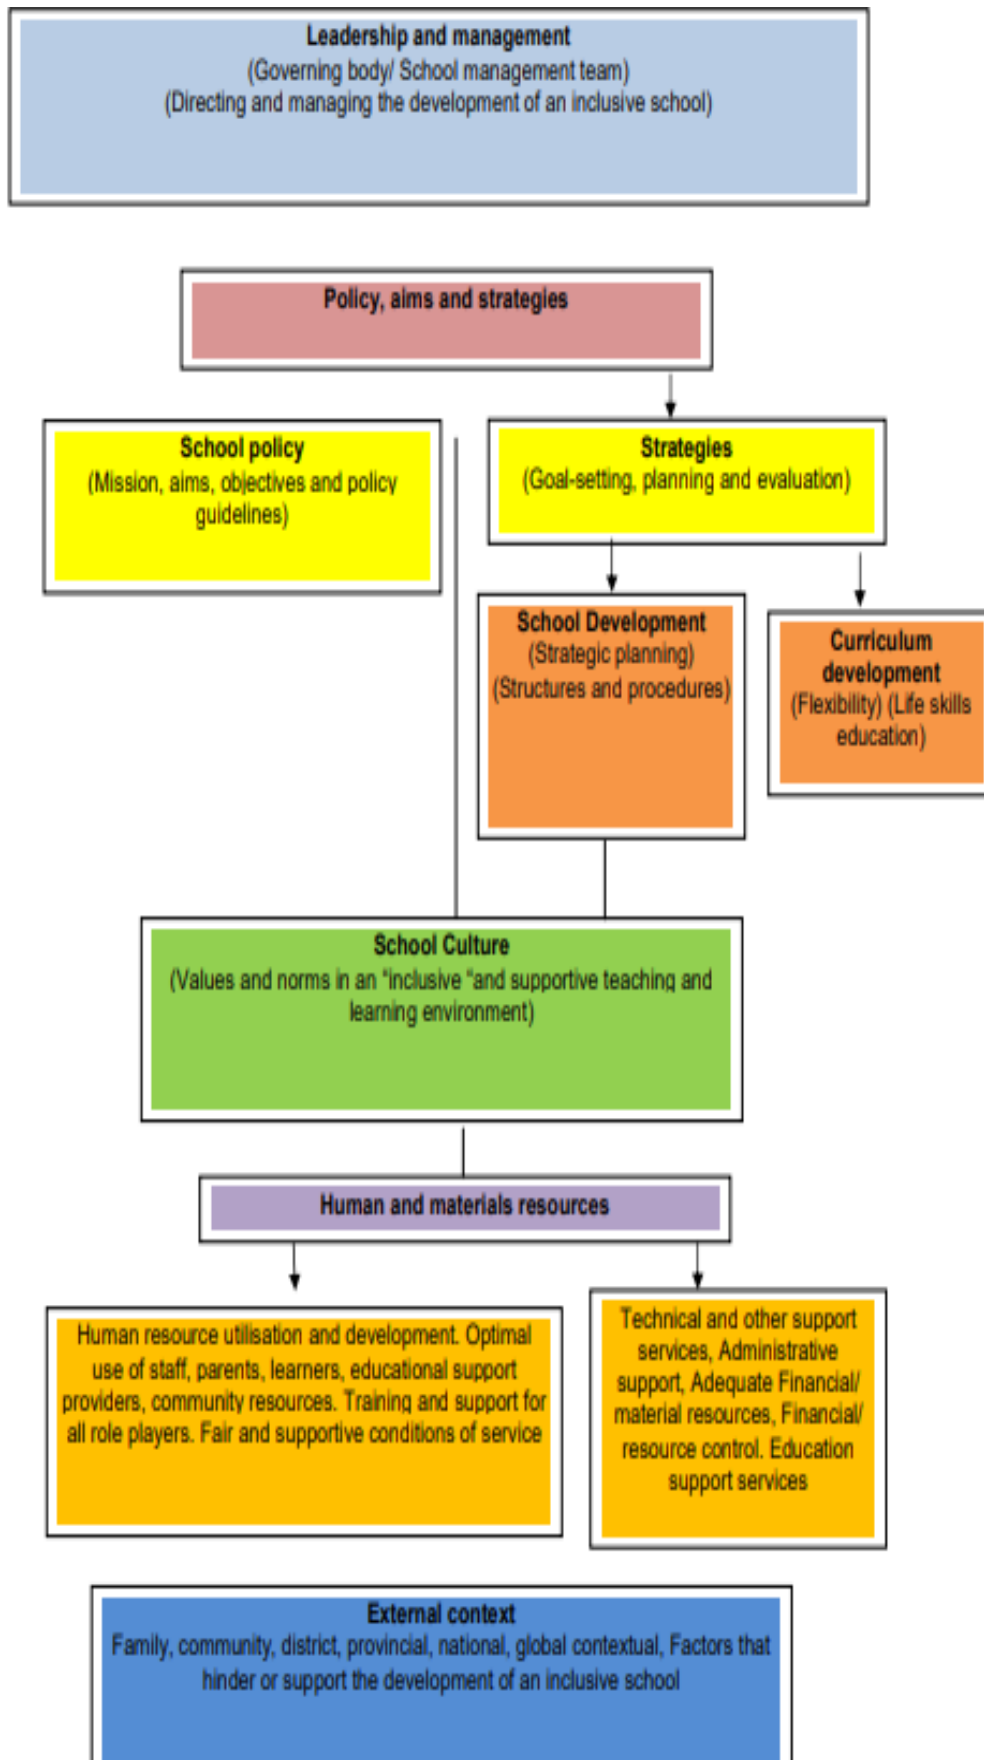 Leadership and management
(Governing body/ School management team)
(Directing and managing the development of an inclusive school)
Policy, aims and strategies
School policy
(Mission, aims, objectives and policy
guidelines)
Strategies
(Goal-setting, planning and evaluation)
School Development
(Strategic planning)
(Structures and procedures)
Curriculum
development
(Flexibility) (Life skills
education)
School Culture
(Values and norms in an "inclusive "and supportive teaching and
learning environment)
Human and materials resources
Human resource utilisation and development. Optimal
use of staff, parents, learners, educational support
providers, community resources. Training and support for
all role players. Fair and supportive conditions of service
Technical and other support
services, Administrative
support, Adequate Financial/
material resources, Financial/
resource control. Education
support services
External context
Family, community, district, provincial, national, global contextual, Factors that
hinder or support the development of an inclusive school